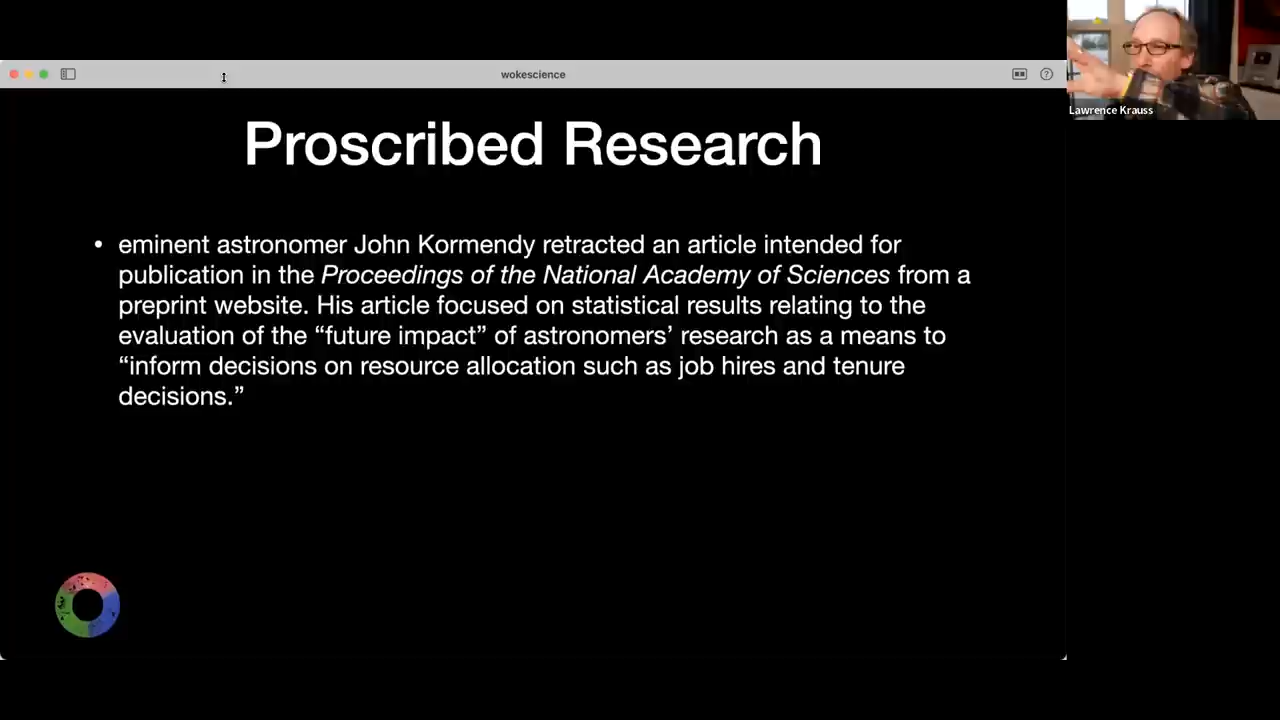 wokescience
Lawrence Krauss
Proscribed Research
• eminent astronomer John Kormendy retracted an article intended for
publication in the Proceedings of the National Academy of Sciences from a
preprint website. His article focused on statistical results relating to the
evaluation of the “future impact” of astronomers’ research as a means to
“inform decisions on resource allocation such as job hires and tenure
decisions.”